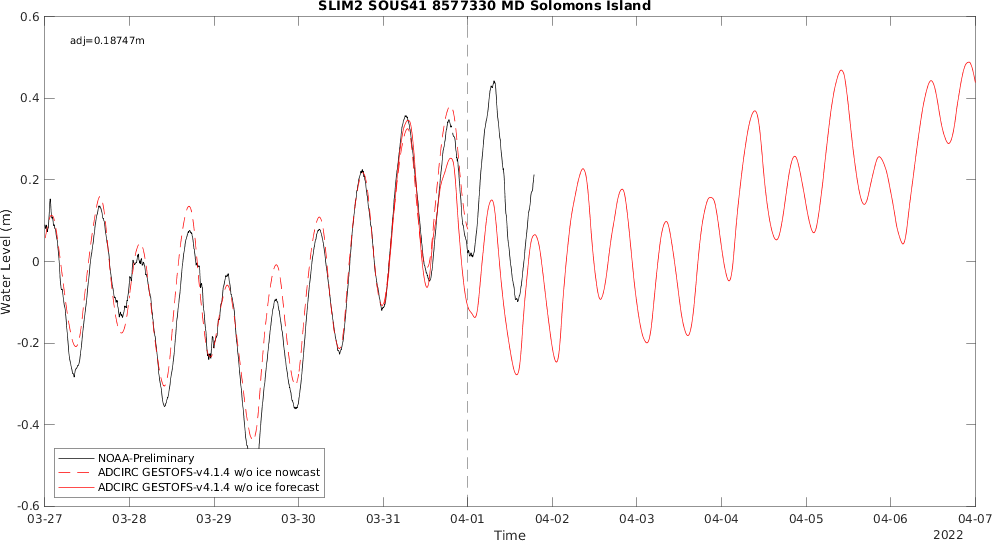 SLIM2 SOUS41 8577330 MD Solomons Island
adj=0.18747m
0.6
0.4
0.2
0
-0.2
-0.4
-0.6
Water Level (m)
NOAA-Preliminary
ADCIRC GESTOFS-v4.1.4 w/o ice nowcast
ADCIRC GESTOFS-v4.1.4 w/o ice forecast
03-27 03-28 03-29 03-30 03-31 04-01 04-02 04-03 04-04 04-05 04-06 04-07
Time
2022